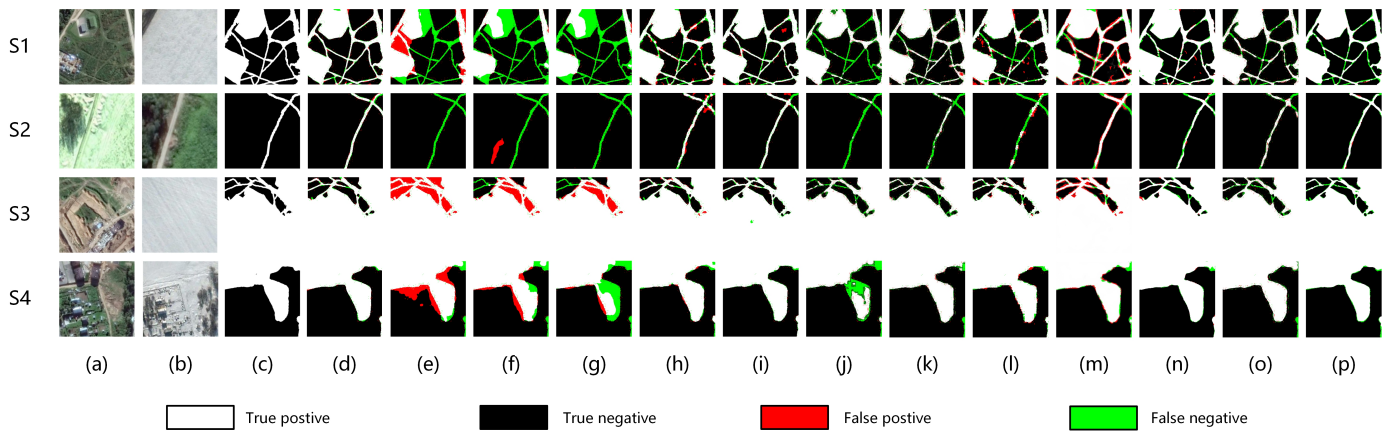 S1
S2
S3
S4
(a) (b) (c) (d) (e) (f) (g) (h) (i) (j) (k) (l) (m) (n) (o) (p)
True postive True negative False postive False negative